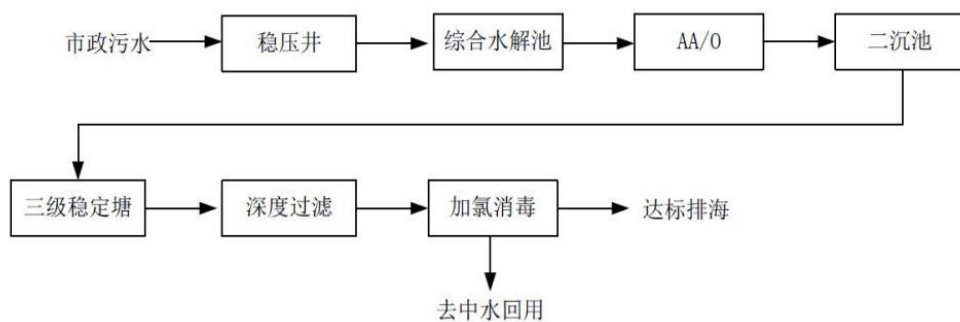 市政污水
稳压井
综合水解池
AA/O
二沉池
三级稳定塘
深度过滤
加氯消毒
达标排海
去中水回用